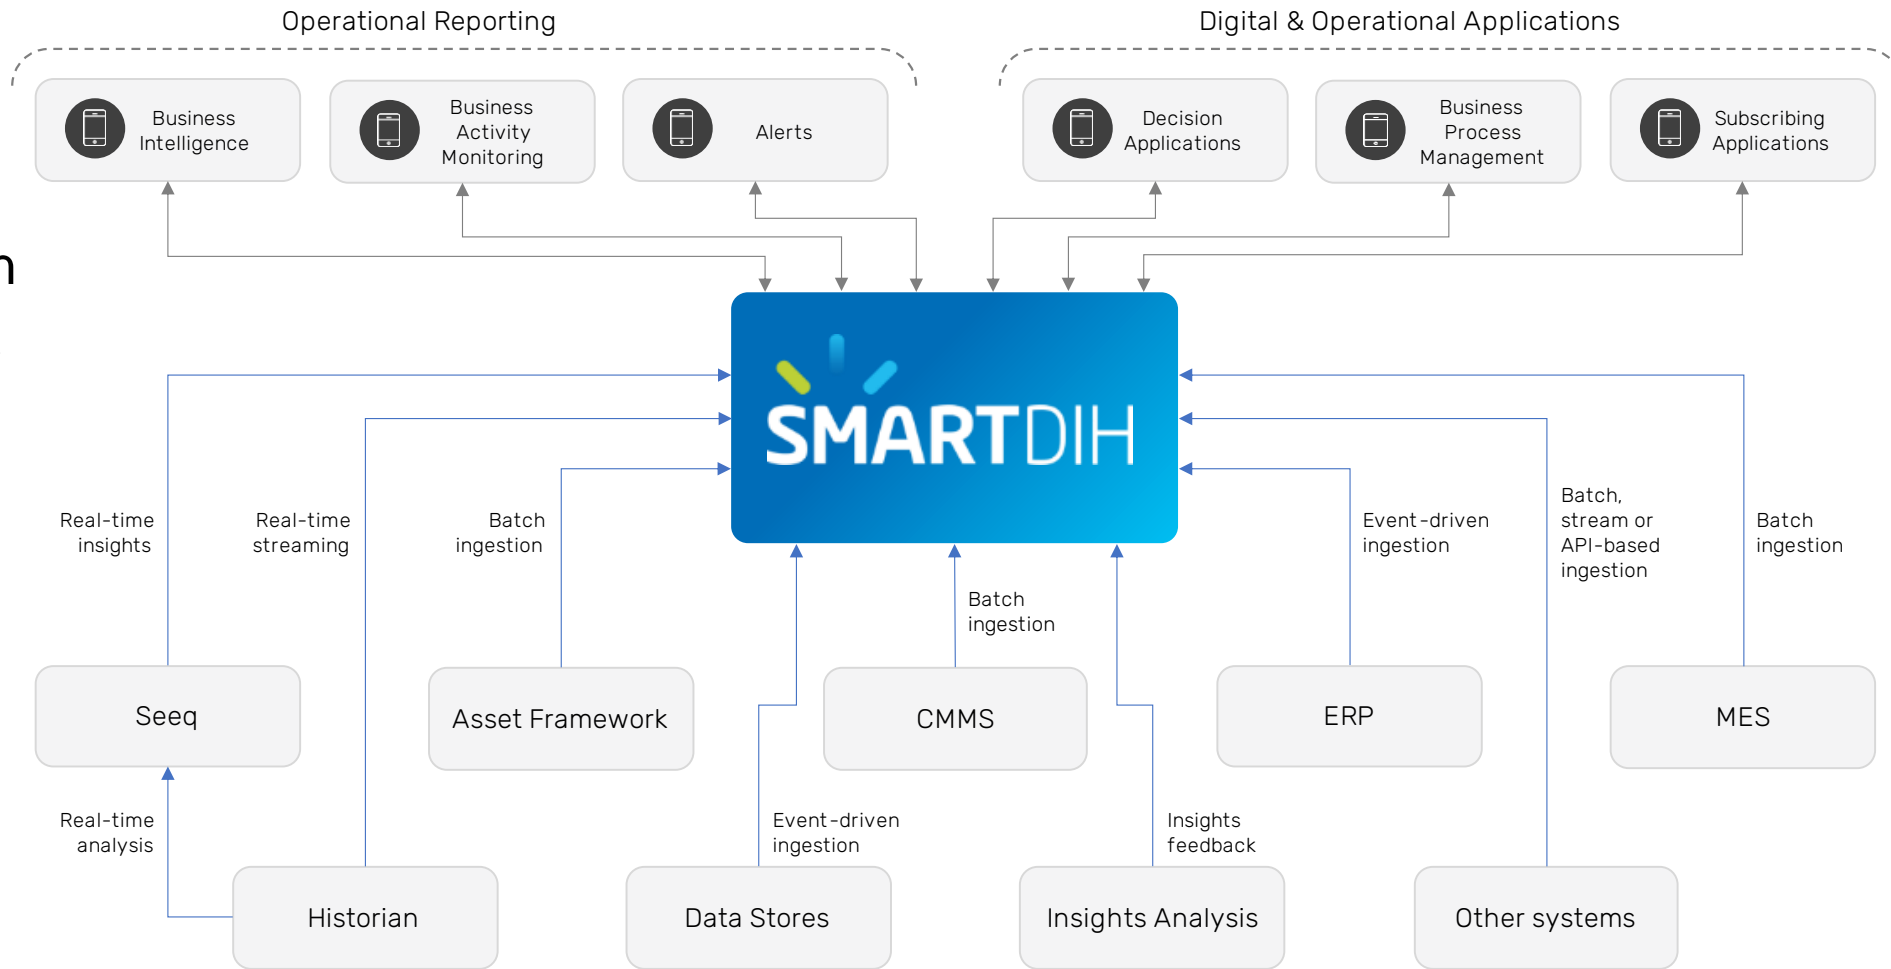 Operational Reporting
Digital & Operational Applications
Business
Intelligence
Business
Activity
Monitoring
Alerts
Decision
Applications
Business
Process
Management
Subscribing
Applications
n
SMARTDIH
Real-time
insights
Real-time
streaming
Batch
ingestion
Batch
ingestion
Event-driven
ingestion
Batch,
stream or
API-based
ingestion
Batch
ingestion
Seeq
Asset Framework
CMMS
ERP
MES
Real-time
analysis
Event-driven
ingestion
Insights
feedback
Historian
Data Stores
Insights Analysis
Other systems